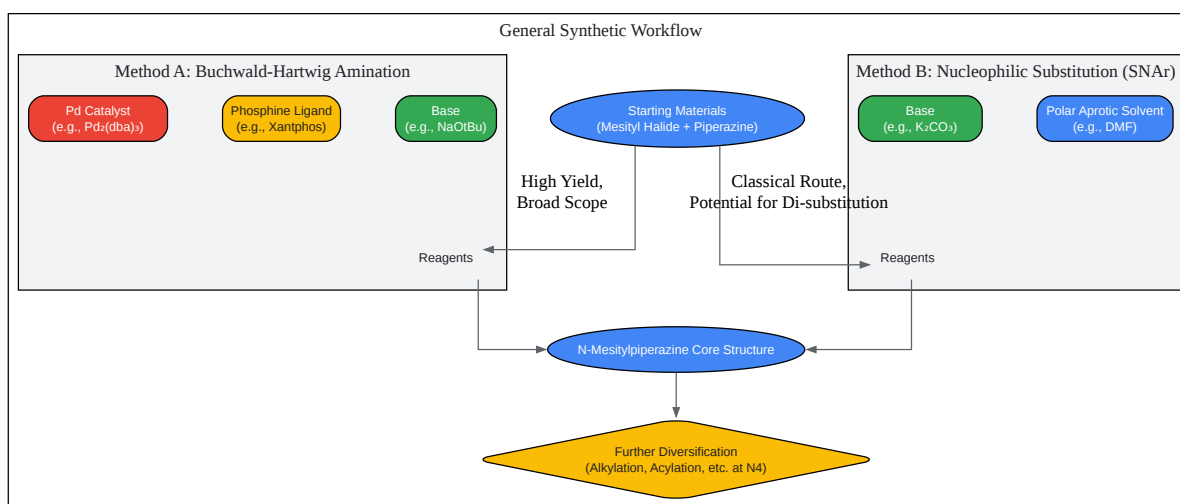 General Synthetic Workflow
Method A: Buchwald-Hartwig Amination
Pd Catalyst
(e.g., Pd₂(dba)₃)
Phosphine Ligand
(e.g., Xantphos)
Base
(e.g., NaOtBu)
Starting Materials
(Mesityl Halide + Piperazine)
Method B: Nucleophilic Substitution (SNAr)
Base
(e.g., K₂CO₃)
Polar Aprotic Solvent
(e.g., DMF)
High Yield,
Broad Scope
Classical Route,
Potential for Di-substitution
Reagents
Reagents
N-Mesitylpiperazine Core Structure
Further Diversification
(Alkylation, Acylation, etc. at N4)